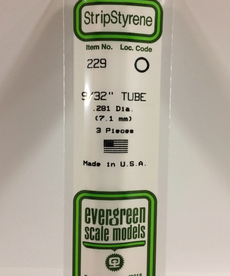 StripStyrene
Item No. Loc. Code
229
9/32" TUBE
.281 Dia.
(7.1 mm)
3 Pieces
Made in U.S.A.
evergreen
scale models